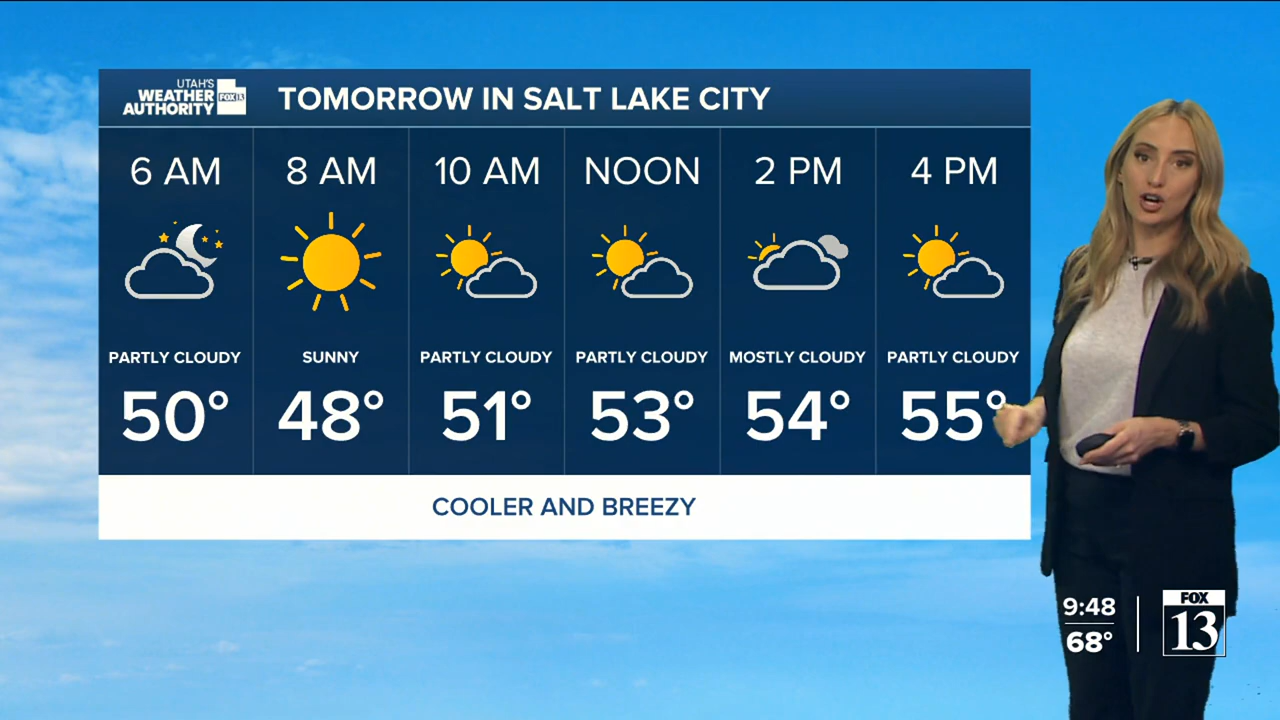 UTAH'S
WEATHER
AUTHORITY
FOX 13
TOMORROW IN SALT LAKE CITY
6 AM
8 AM
10 AM
NOON
2 PM
4 PM
PARTLY CLOUDY
SUNNY
PARTLY CLOUDY
PARTLY CLOUDY
MOSTLY CLOUDY
PARTLY CLOUDY
50°
48°
51°
53°
54°
55°
COOLER AND BREEZY
9:48
68°
FOX
13